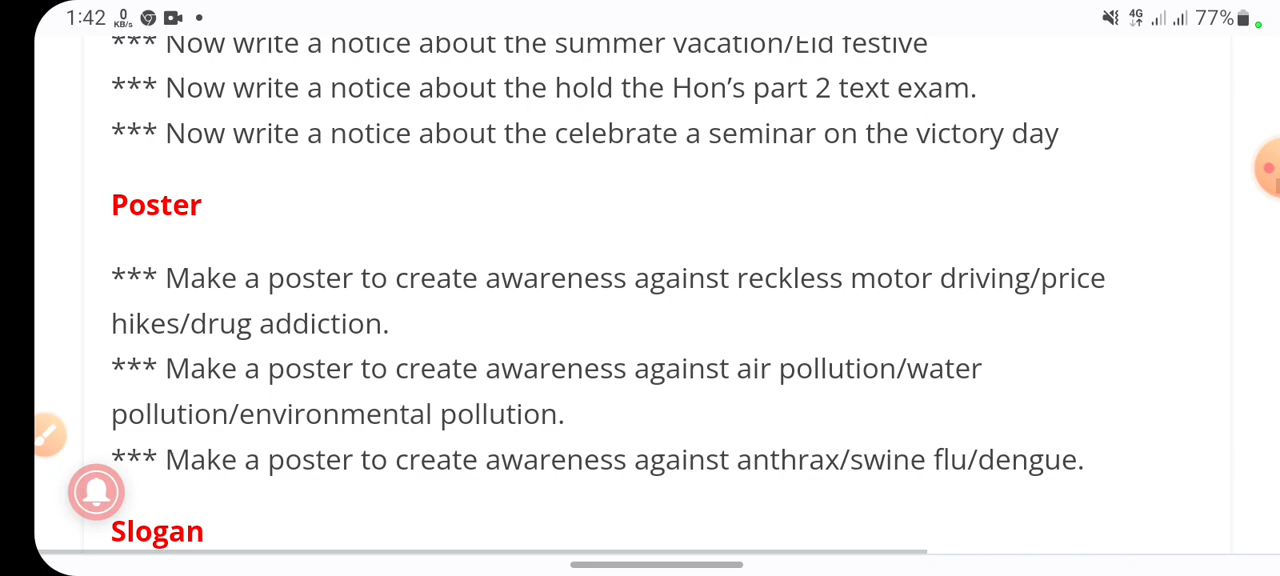 1:42 0 KB/s 4G 77%
*** Now write a notice about the summer vacation/Eid festive
*** Now write a notice about the hold the Hon’s part 2 text exam.
*** Now write a notice about the celebrate a seminar on the victory day
Poster
*** Make a poster to create awareness against reckless motor driving/price
hikes/drug addiction.
*** Make a poster to create awareness against air pollution/water
pollution/environmental pollution.
*** Make a poster to create awareness against anthrax/swine flu/dengue.
Slogan